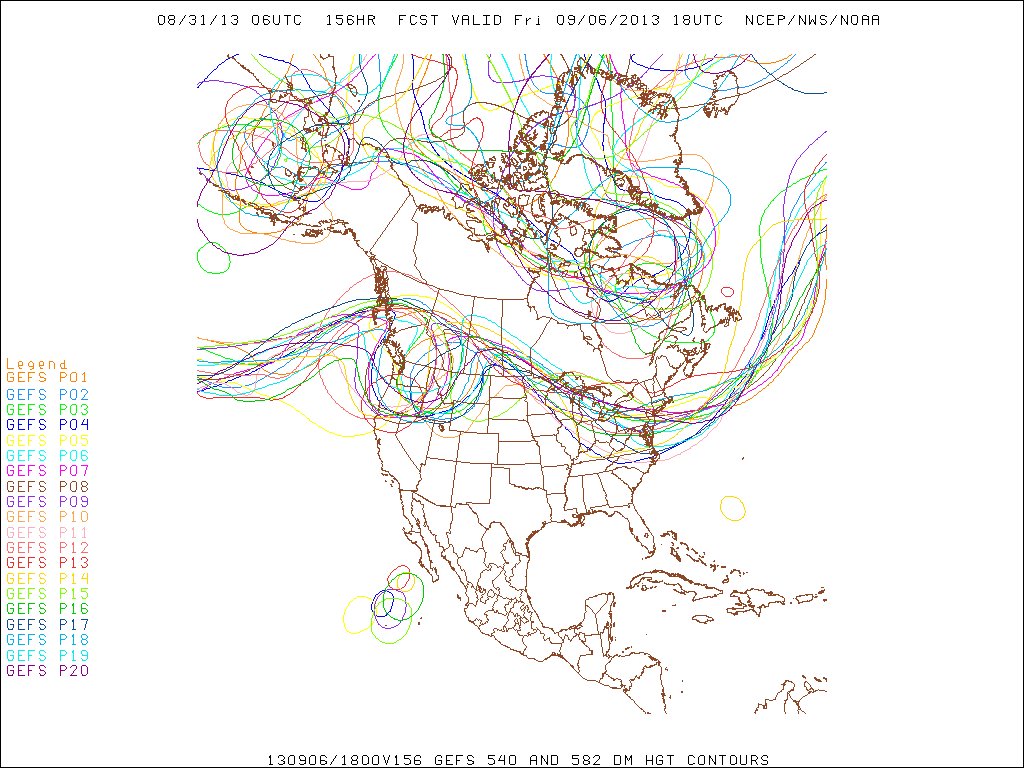 08/31/13 06UTC 156HR FCST VALID Fri 09/06/2013 18UTC NCEP/NWS/NOAA
Legend
GEFS P01
GEFS P02
GEFS P03
GEFS P04
GEFS P05
GEFS P06
GEFS P07
GEFS P08
GEFS P09
GEFS P10
GEFS P11
GEFS P12
GEFS P13
GEFS P14
GEFS P15
GEFS P16
GEFS P17
GEFS P18
GEFS P19
GEFS P20
130906/1800V156 GEFS 540 AND 582 DM HGT CONTOURS